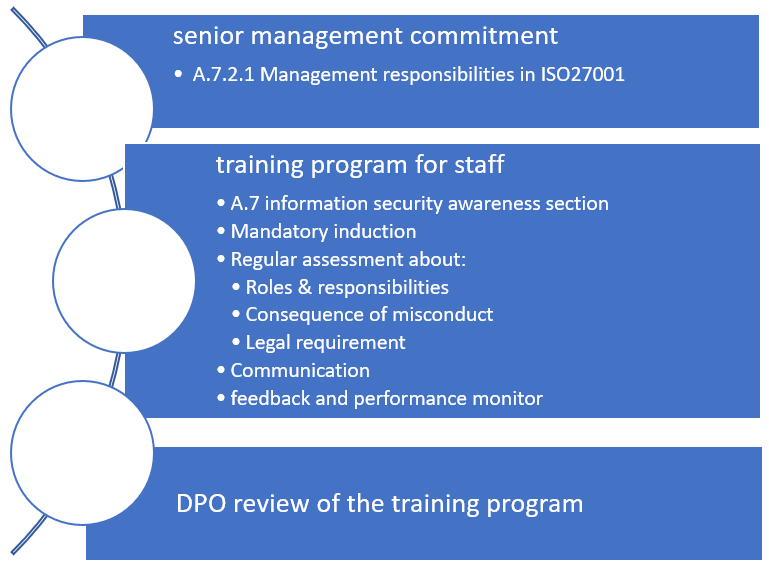 senior management commitment
• A.7.2.1 Management responsibilities in ISO27001
training program for staff
• A.7 information security awareness section
• Mandatory induction
• Regular assessment about:
• Roles & responsibilities
• Consequence of misconduct
• Legal requirement
• Communication
• feedback and performance monitor
DPO review of the training program